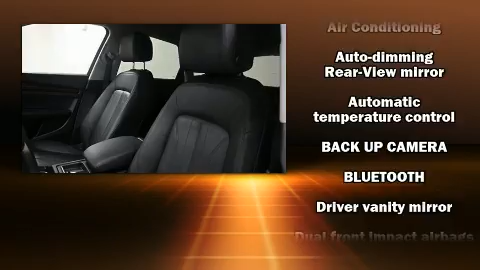 Air Conditioning
Auto-dimming
Rear-View mirror
Automatic
temperature control
BACK UP CAMERA
BLUETOOTH
Driver vanity mirror
Dual front impact airbags